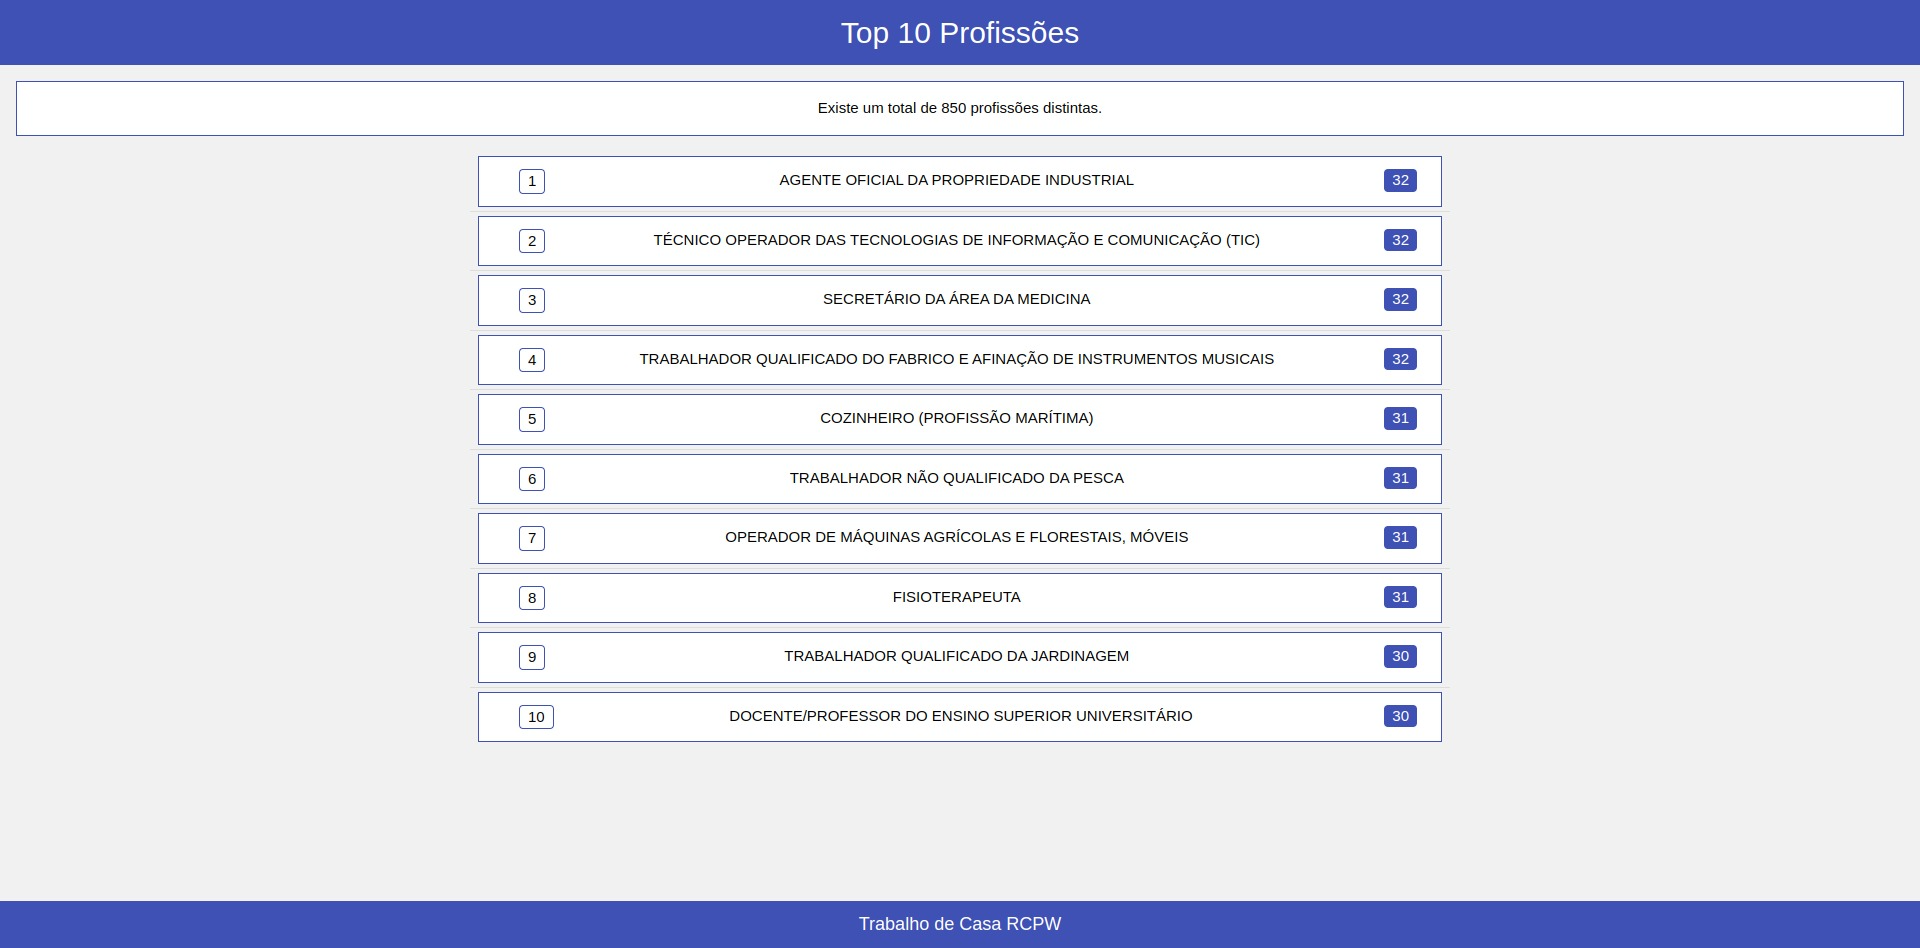 Top 10 Profissões
Existe um total de 850 profissões distintas.
1 AGENTE OFICIAL DA PROPRIEDADE INDUSTRIAL 32
2 TÉCNICO OPERADOR DAS TECNOLOGIAS DE INFORMAÇÃO E COMUNICAÇÃO (TIC) 32
3 SECRETÁRIO DA ÁREA DA MEDICINA 32
4 TRABALHADOR QUALIFICADO DO FABRICO E AFINAÇÃO DE INSTRUMENTOS MUSICAIS 32
5 COZINHEIRO (PROFISSÃO MARÍTIMA) 31
6 TRABALHADOR NÃO QUALIFICADO DA PESCA 31
7 OPERADOR DE MÁQUINAS AGRÍCOLAS E FLORESTAIS, MÓVEIS 31
8 FISIOTERAPEUTA 31
9 TRABALHADOR QUALIFICADO DA JARDINAGEM 30
10 DOCENTE/PROFESSOR DO ENSINO SUPERIOR UNIVERSITÁRIO 30
Trabalho de Casa RCPW